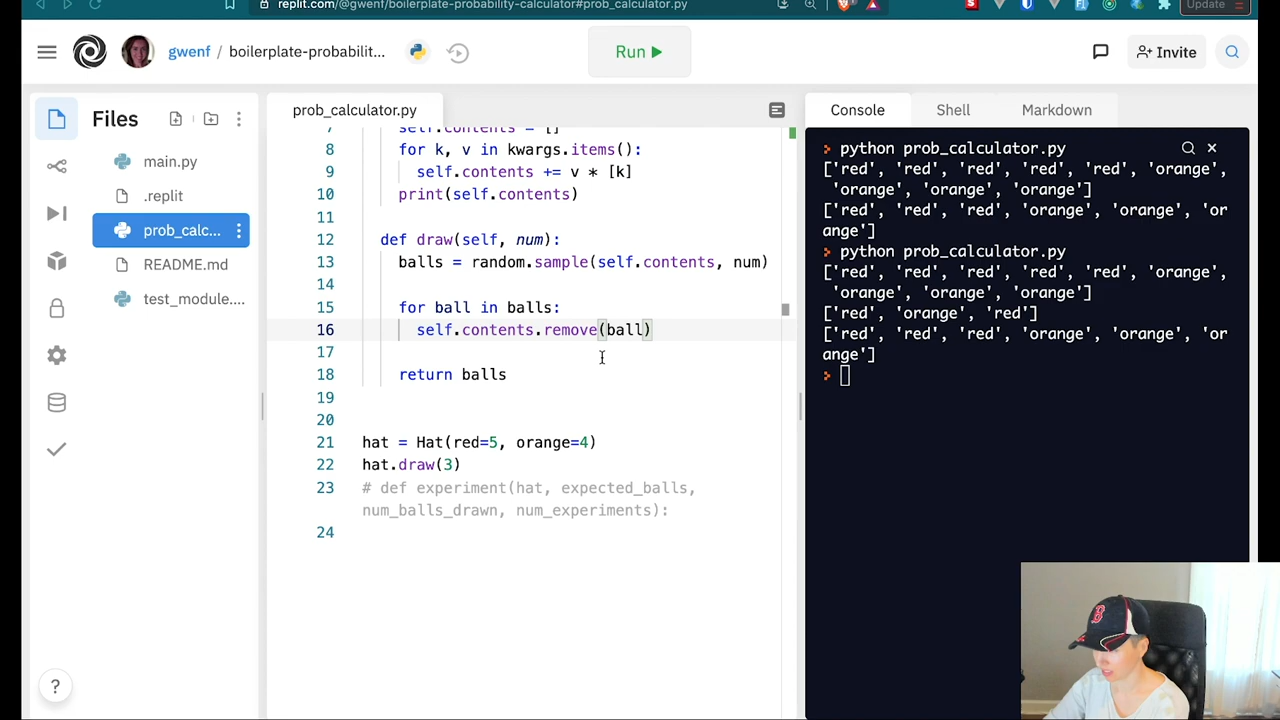 replit.com/@gwenf/boilerplate-probability-calculator#prob_calculator.py
Update
gwenf / boilerplate-probabilit...
Run
Invite
Files
prob_calculator.py
Console
Shell
Markdown
main.py
.replit
prob_calc...
README.md
test_module....
7 self.contents = []
8 for k, v in kwargs.items():
9 self.contents += v * [k]
10 print(self.contents)
11
12 def draw(self, num):
13 balls = random.sample(self.contents, num)
14
15 for ball in balls:
16 self.contents.remove(ball)
17
18 return balls
19
20
21 hat = Hat(red=5, orange=4)
22 hat.draw(3)
23 # def experiment(hat, expected_balls,
num_balls_drawn, num_experiments):
24
python prob_calculator.py
['red', 'red', 'red', 'red', 'red', 'orange',
'orange', 'orange', 'orange']
['red', 'red', 'red', 'orange', 'orange', 'or
ange']
python prob_calculator.py
['red', 'red', 'red', 'red', 'red', 'orange',
'orange', 'orange', 'orange']
['red', 'orange', 'red']
['red', 'red', 'red', 'orange', 'orange', 'or
ange']
?
B